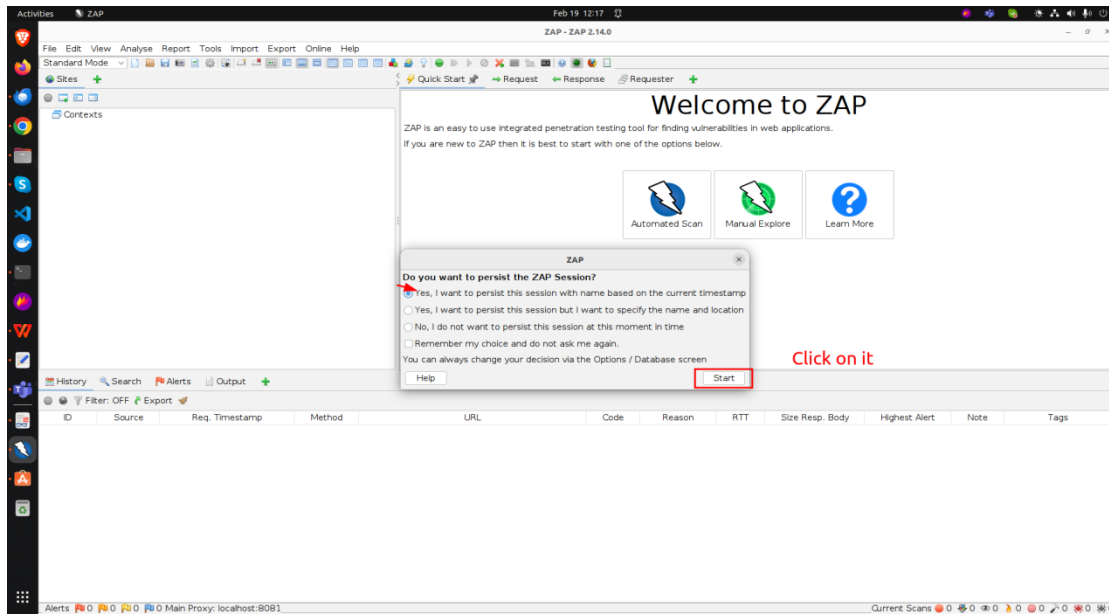 Activities ZAP Feb 19 12:17
ZAP - ZAP 2.14.0
File Edit View Analyse Report Tools Import Export Online Help
Standard Mode
Sites
Quick Start Request Response Requester
Contexts
Welcome to ZAP
ZAP is an easy to use integrated penetration testing tool for finding vulnerabilities in web applications.
If you are new to ZAP then it is best to start with one of the options below.
Automated Scan Manual Explore Learn More
ZAP
Do you want to persist the ZAP Session?
Yes, I want to persist this session with name based on the current timestamp
Yes, I want to persist this session but I want to specify the name and location
No, I do not want to persist this session at this moment in time
Remember my choice and do not ask me again.
You can always change your decision via the Options / Database screen
Click on it
Help Start
History Search Alerts Output
Filter: OFF Export
ID Source Req. Timestamp Method URL Code Reason RTT Size Resp. Body Highest Alert Note Tags
Alerts 0 0 0 0 Main Proxy: localhost:8081 Current Scans 0 0 0 0 0 0 0